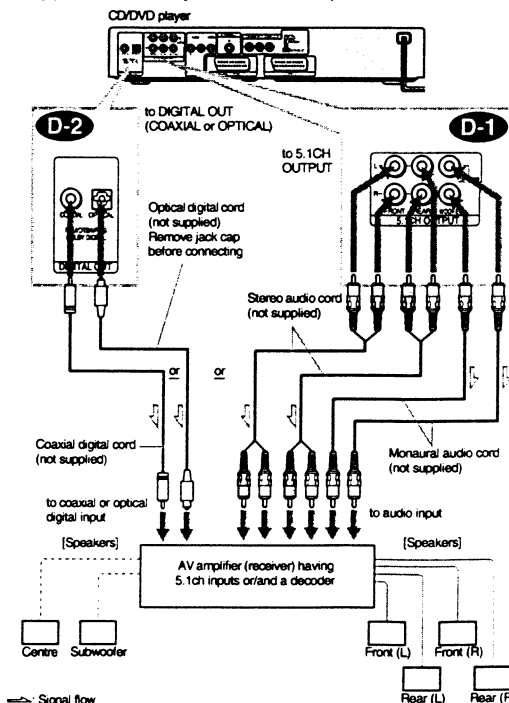 CD/DVD player
D-2
to DIGITAL OUT
(COAXIAL or OPTICAL)
D-1
to 5.1CH
OUTPUT
L
R
FRONT
REAR
5.1CH OUTPUT
COAXIAL OPTICAL
DIGITAL OUT
Optical digital cord
(not supplied)
Remove jack cap
before connecting
Stereo audio cord
(not supplied)
or or
Coaxial digital cord
(not supplied)
Monaural audio cord
(not supplied)
to coaxial or optical
digital input
to audio input
[Speakers]
[Speakers]
AV amplifier (receiver) having
5.1ch inputs or/and a decoder
Centre Subwoofer
Front (L) Front (R)
Rear (L) Rear (R
: Signal flow